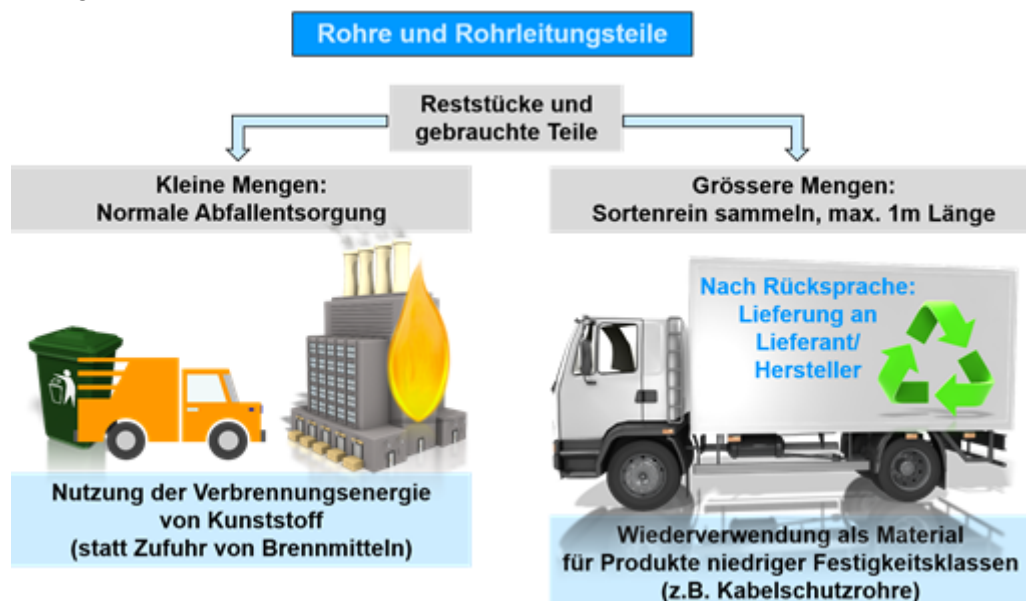 Rohre und Rohrleitungsteile
Reststücke und
gebrauchte Teile
Kleine Mengen:
Normale Abfallentsorgung
Grössere Mengen:
Sortenrein sammeln, max. 1m Länge
Nach Rücksprache:
Lieferung an
Lieferant/
Hersteller
Nutzung der Verbrennungsenergie
von Kunststoff
(statt Zufuhr von Brennmitteln)
Wiederverwendung als Material
für Produkte niedriger Festigkeitsklassen
(z.B. Kabelschutzrohre)